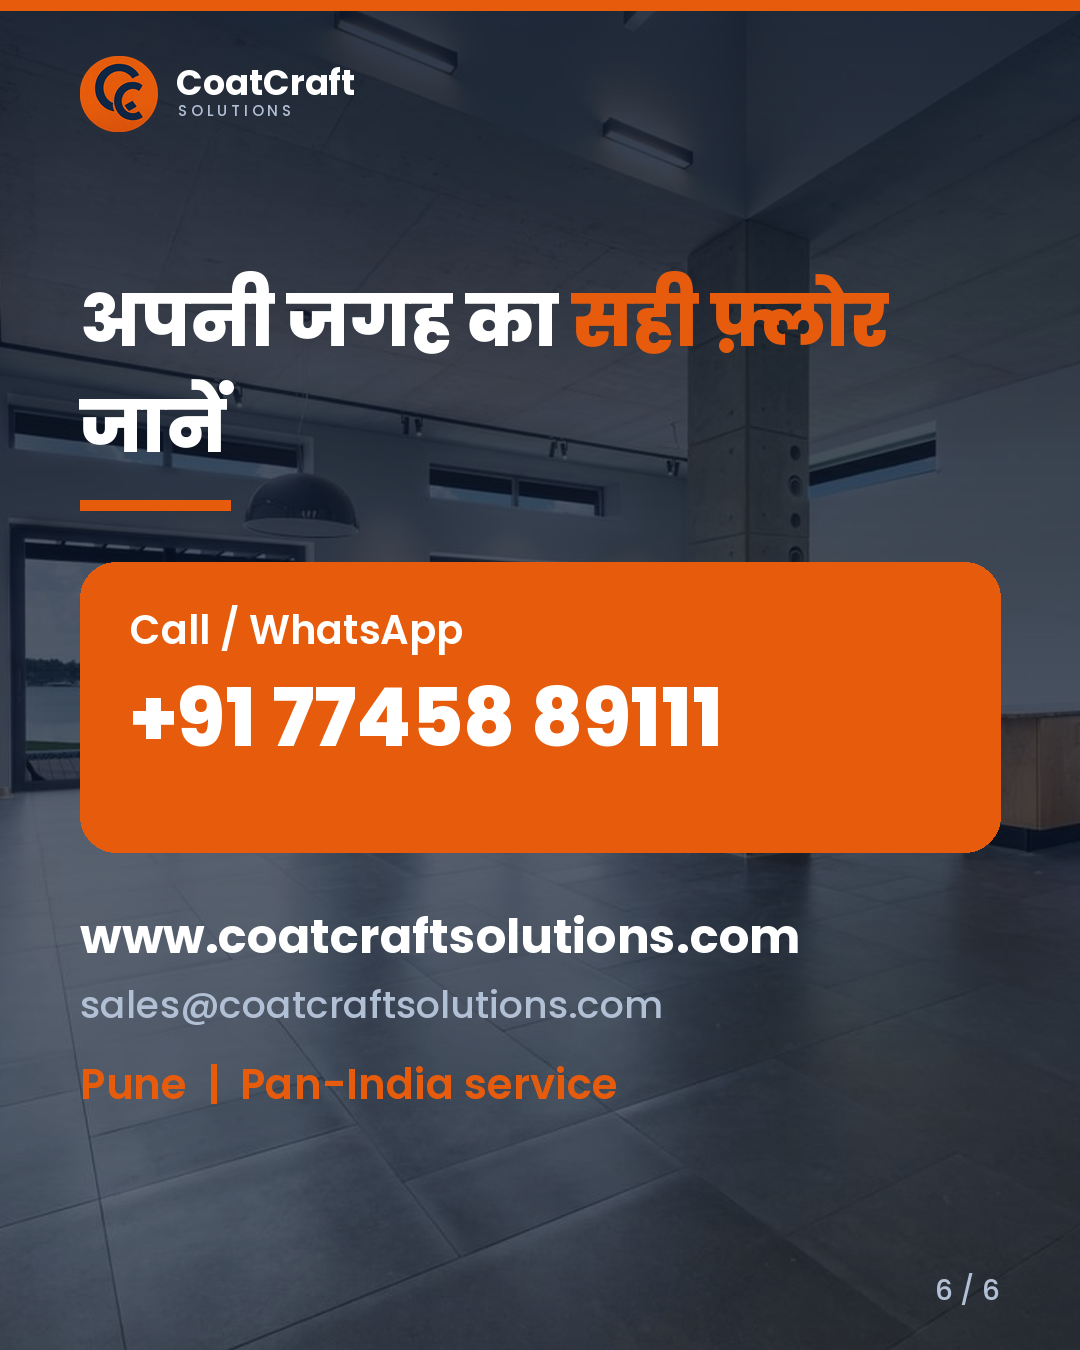 CoatCraft
SOLUTIONS
अपनी जगह का सही फ़्लोर
जानें
Call / WhatsApp
+91 77458 89111
www.coatcraftsolutions.com
sales@coatcraftsolutions.com
Pune | Pan-India service
6 / 6